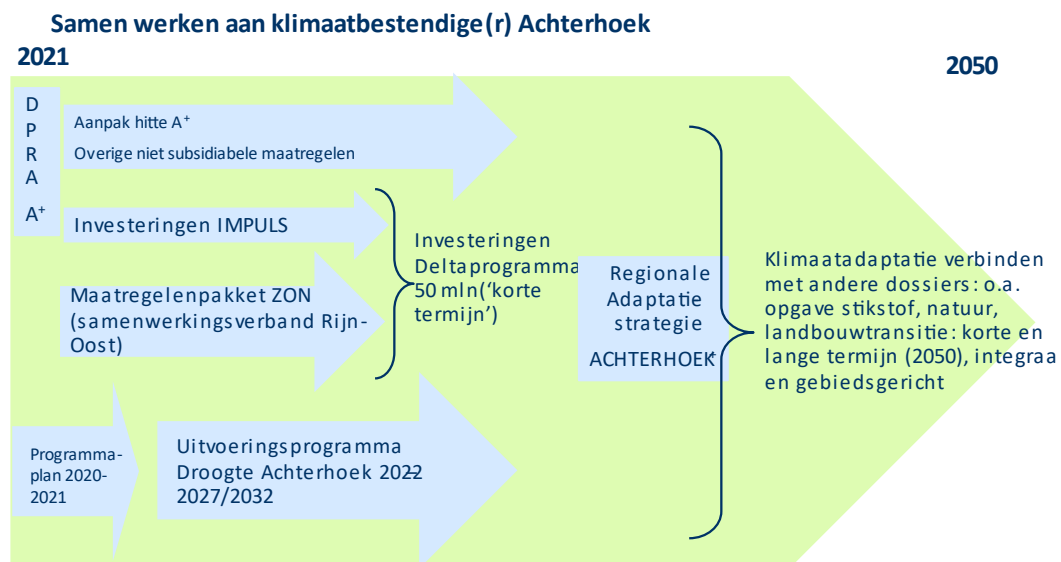 Samen werken aan klimaatbestendige(r) Achterhoek
2021
2050
D
P
R
A
A+
Aanpak hitte A+
Overige niet subsidiabele maatregelen
Investeringen IMPULS
Maatregelenpakket ZON
(samenwerkingsverband Rijn-
Oost)
Investeringen
Deltaprogramma
50 mln('korte
termijn')
Regionale
Adaptatie
strategie
ACHTERHOEK+
Klimaatadaptatie verbinden
met andere dossiers: o.a.
opgave stikstof, natuur,
landbouwtransitie: korte en
lange termijn (2050), integraa
en gebiedsgericht
Programma-
plan 2020-
2021
Uitvoeringsprogramma
Droogte Achterhoek 2022–
2027/2032